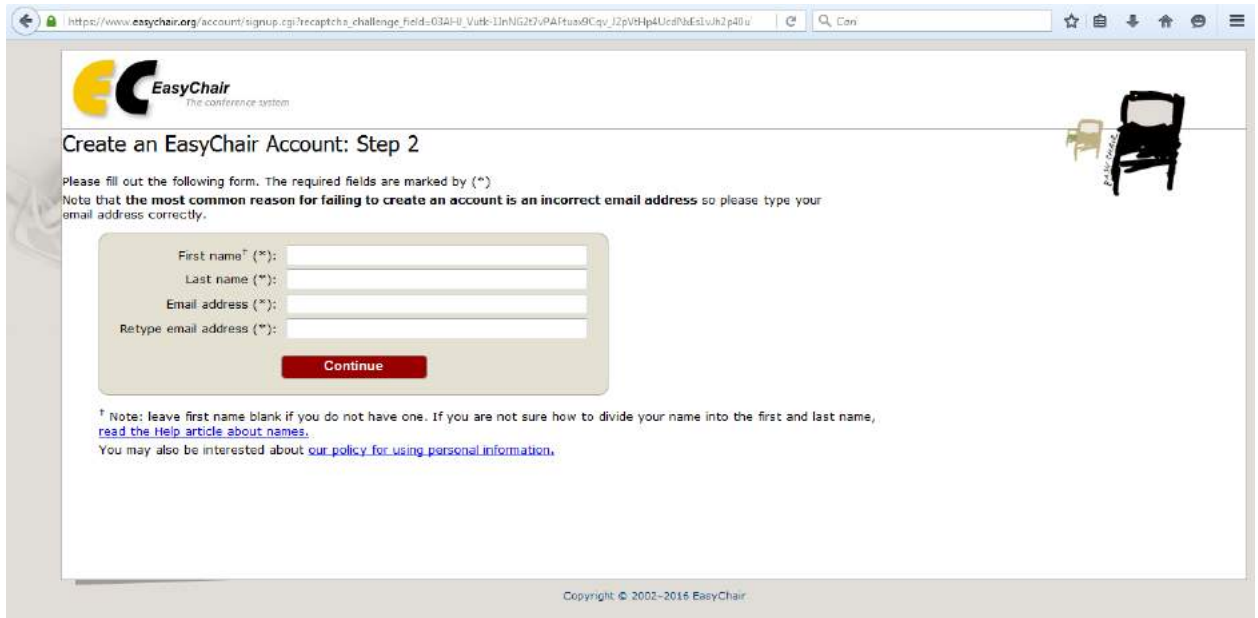 https://www.easychair.org/account/signup.cgi?recaptcha_challenge_field=
EasyChair
The conference system
EASY CHAIR
Create an EasyChair Account: Step 2
Please fill out the following form. The required fields are marked by (*)
Note that the most common reason for failing to create an account is an incorrect email address so please type your
email address correctly.
First name† (*):
Last name (*):
Email address (*):
Retype email address (*):
Continue
† Note: leave first name blank if you do not have one. If you are not sure how to divide your name into the first and last name,
read the Help article about names.
You may also be interested about our policy for using personal information.
Copyright © 2002-2016 EasyChair